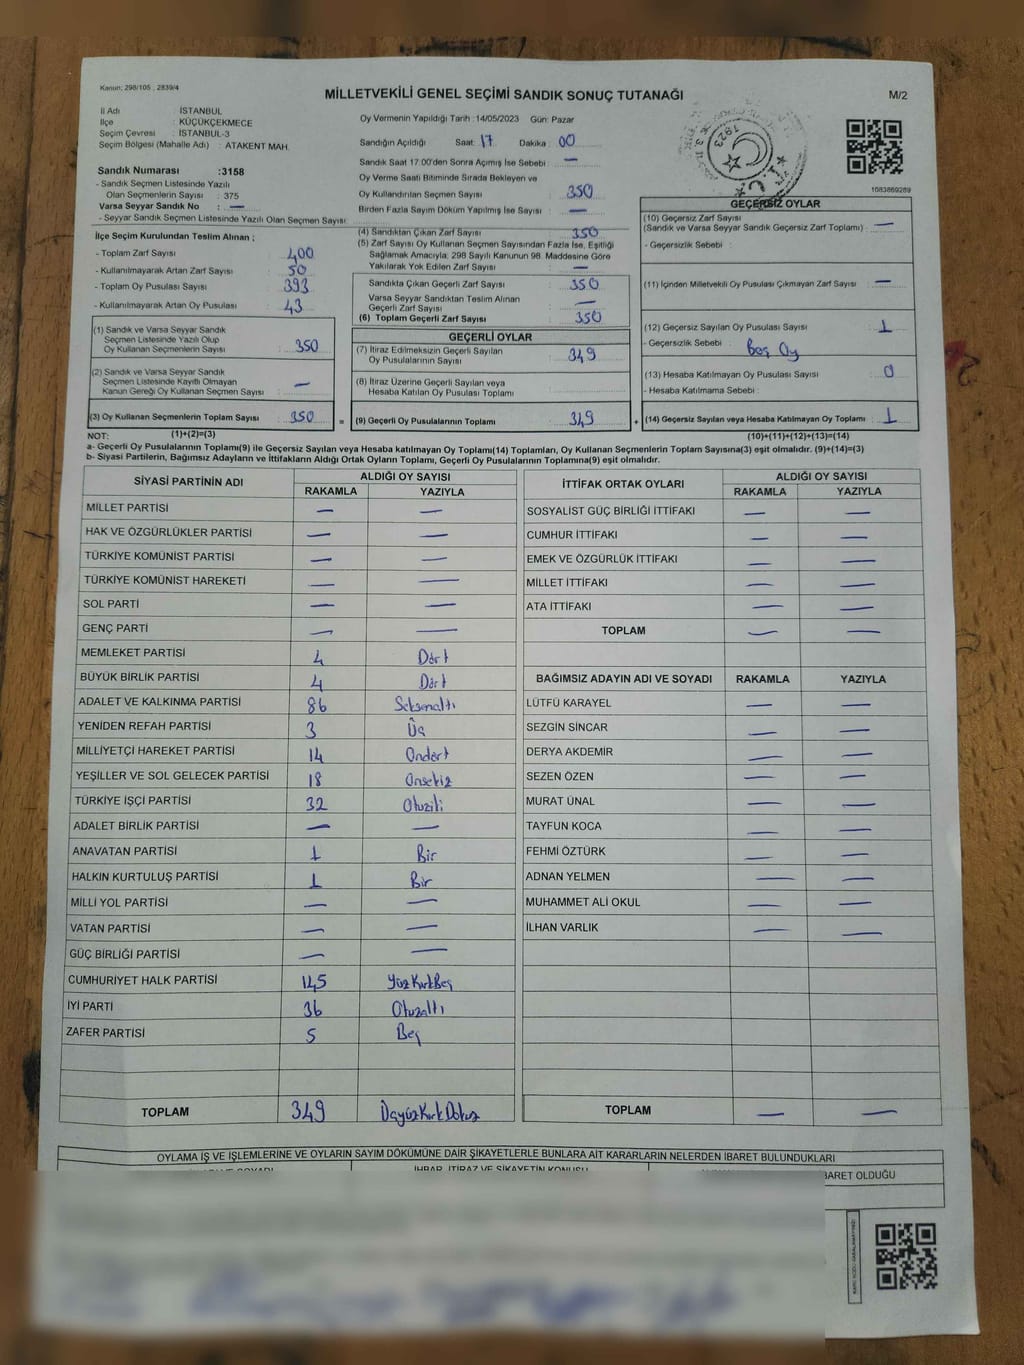 Kanun: 298/105 , 2839/4
MİLLETVEKİLİ GENEL SEÇİMİ SANDIK SONUÇ TUTANAĞI
M/2
İl Adı : İSTANBUL
İlçe : KÜÇÜKÇEKMECE
Seçim Çevresi : İSTANBUL-3
Seçim Bölgesi (Mahalle Adı) : ATAKENT MAH.
Sandık Numarası :3158
- Sandık Seçmen Listesinde Yazılı
Olan Seçmenlerin Sayısı : 375
Varsa Seyyar Sandık No : —
- Seyyar Sandık Seçmen Listesinde Yazılı Olan Seçmen Sayısı:
Oy Vermenin Yapıldığı Tarih :14/05/2023 Gün: Pazar
Sandığın Açıldığı Saat: 17 Dakika: 00
Sandık Saat 17:00'den Sonra Açılmış İse Sebebi : —
Oy Verme Saati Bitiminde Sırada Bekleyen ve
Oy Kullandırılan Seçmen Sayısı : 350
Birden Fazla Sayım Döküm Yapılmış İse Sayısı : —
1923
1083869289
İlçe Seçim Kurulundan Teslim Alınan ;
- Toplam Zarf Sayısı : 400
- Kullanılmayarak Artan Zarf Sayısı : 50
- Toplam Oy Pusulası Sayısı : 393
- Kullanılmayarak Artan Oy Pusulası : 43
(1) Sandık ve Varsa Seyyar Sandık
Seçmen Listesinde Yazılı Olup
Oy Kullanan Seçmenlerin Sayısı : 350
(2) Sandık ve Varsa Seyyar Sandık
Seçmen Listesinde Kayıtlı Olmayan
Kanun Gereği Oy Kullanan Seçmen Sayısı : —
(3) Oy Kullanan Seçmenlerin Toplam Sayısı : 350 =
(1)+(2)=(3)
(4) Sandıktan Çıkan Zarf Sayısı : 350
(5) Zarf Sayısı Oy Kullanan Seçmen Sayısından Fazla İse, Eşitliği
Sağlamak Amacıyla; 298 Sayılı Kanunun 98. Maddesine Göre
Yakılarak Yok Edilen Zarf Sayısı : —
Sandıkta Çıkan Geçerli Zarf Sayısı : 350
Varsa Seyyar Sandıktan Teslim Alınan
Geçerli Zarf Sayısı : —
(6) Toplam Geçerli Zarf Sayısı : 350
GEÇERLİ OYLAR
(7) İtiraz Edilmeksizin Geçerli Sayılan
Oy Pusulalarının Sayısı : 349
(8) İtiraz Üzerine Geçerli Sayılan veya
Hesaba Katılan Oy Pusulası Toplamı :
(9) Geçerli Oy Pusulalarının Toplamı : 349 +
GEÇERSİZ OYLAR
(10) Geçersiz Zarf Sayısı
(Sandık ve Varsa Seyyar Sandık Geçersiz Zarf Toplamı) : —
- Geçersizlik Sebebi :
(11) İçinden Milletvekili Oy Pusulası Çıkmayan Zarf Sayısı : —
(12) Geçersiz Sayılan Oy Pusulası Sayısı : 1
- Geçersizlik Sebebi : Boş Oy
(13) Hesaba Katılmayan Oy Pusulası Sayısı : 0
- Hesaba Katılmama Sebebi :
(14) Geçersiz Sayılan veya Hesaba Katılmayan Oy Toplamı : 1
(10)+(11)+(12)+(13)=(14)
NOT:
a- Geçerli Oy Pusulalarının Toplamı(9) ile Geçersiz Sayılan veya Hesaba katılmayan Oy Toplamı(14) Toplamları, Oy Kullanan Seçmenlerin Toplam Sayısına(3) eşit olmalıdır. (9)+(14)=(3)
b- Siyasi Partilerin, Bağımsız Adayların ve İttifakların Aldığı Ortak Oyların Toplamı, Geçerli Oy Pusulalarının Toplamına(9) eşit olmalıdır.
SİYASİ PARTİNİN ADI ALDIĞI OY SAYISI
RAKAMLA YAZIYLA
MİLLET PARTİSİ — —
HAK VE ÖZGÜRLÜKLER PARTİSİ — —
TÜRKİYE KOMÜNİST PARTİSİ — —
TÜRKİYE KOMÜNİST HAREKETİ — —
SOL PARTİ — —
GENÇ PARTİ — —
MEMLEKET PARTİSİ 4 Dört
BÜYÜK BİRLİK PARTİSİ 4 Dört
ADALET VE KALKINMA PARTİSİ 86 Seksenaltı
YENİDEN REFAH PARTİSİ 3 Üç
MİLLİYETÇİ HAREKET PARTİSİ 14 Ondört
YEŞİLLER VE SOL GELECEK PARTİSİ 18 Onsekiz
TÜRKİYE İŞÇİ PARTİSİ 32 Otuziki
ADALET BİRLİK PARTİSİ — —
ANAVATAN PARTİSİ 1 Bir
HALKIN KURTULUŞ PARTİSİ 1 Bir
MİLLİ YOL PARTİSİ — —
VATAN PARTİSİ — —
GÜÇ BİRLİĞİ PARTİSİ — —
CUMHURİYET HALK PARTİSİ 145 YüzKırkBeş
İYİ PARTİ 36 Otuzaltı
ZAFER PARTİSİ 5 Beş
TOPLAM 349 ÜçyüzKırkDokuz
İTTİFAK ORTAK OYLARI ALDIĞI OY SAYISI
RAKAMLA YAZIYLA
SOSYALİST GÜÇ BİRLİĞİ İTTİFAKI — —
CUMHUR İTTİFAKI — —
EMEK VE ÖZGÜRLÜK İTTİFAKI — —
MİLLET İTTİFAKI — —
ATA İTTİFAKI — —
TOPLAM — —
BAĞIMSIZ ADAYIN ADI VE SOYADI RAKAMLA YAZIYLA
LÜTFÜ KARAYEL — —
SEZGİN SİNCAR — —
DERYA AKDEMİR — —
SEZEN ÖZEN — —
MURAT ÜNAL — —
TAYFUN KOCA — —
FEHMİ ÖZTÜRK — —
ADNAN YELMEN — —
MUHAMMET ALİ OKUL — —
İLHAN VARLIK — —
TOPLAM — —
OYLAMA İŞ VE İŞLEMLERİNE VE OYLARIN SAYIM DÖKÜMÜNE DAİR ŞİKAYETLERLE BUNLARA AİT KARARLARIN NELERDEN İBARET BULUNDUKLARI
İHBAR, İTİRAZ VE ŞİKAYETİN KONUSU
BARET OLDUĞU